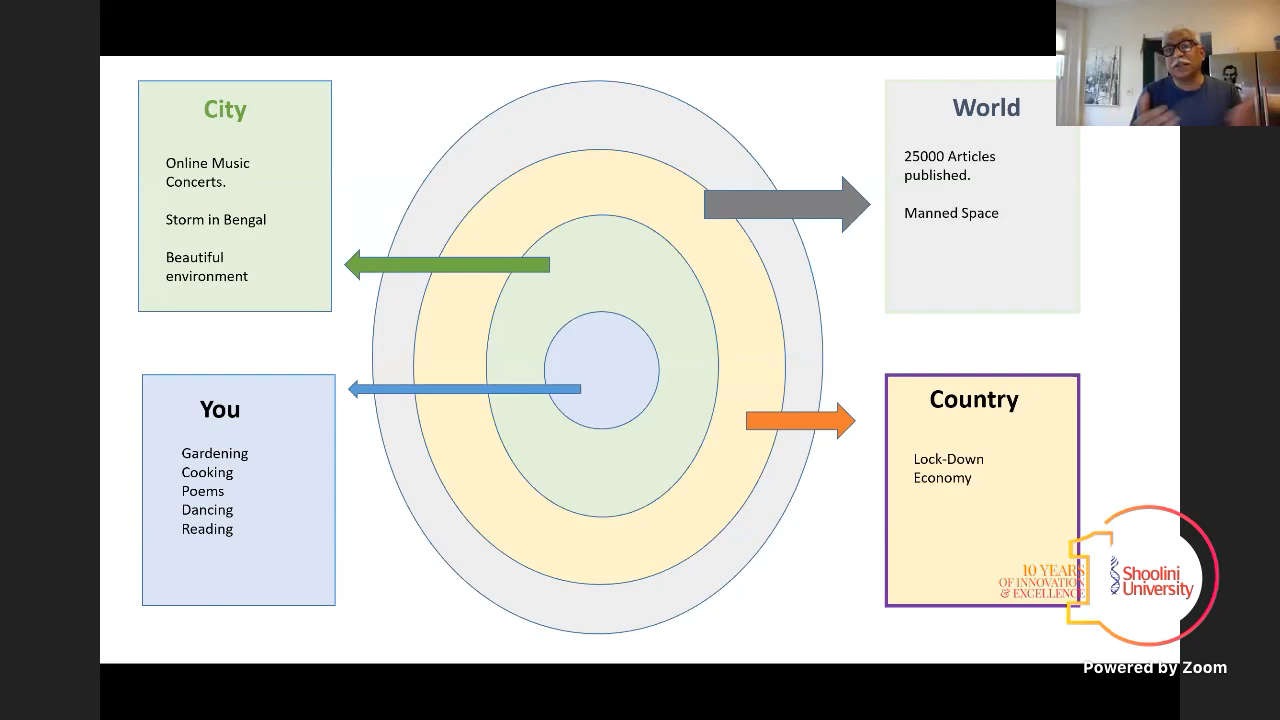 City
Online Music
Concerts.
Storm in Bengal
Beautiful
environment
World
25000 Articles
published.
Manned Space
You
Gardening
Cooking
Poems
Dancing
Reading
Country
Lock-Down
Economy
10 YEARS
OF INNOVATION
& EXCELLENCE
Shoolini
University
Powered by Zoom